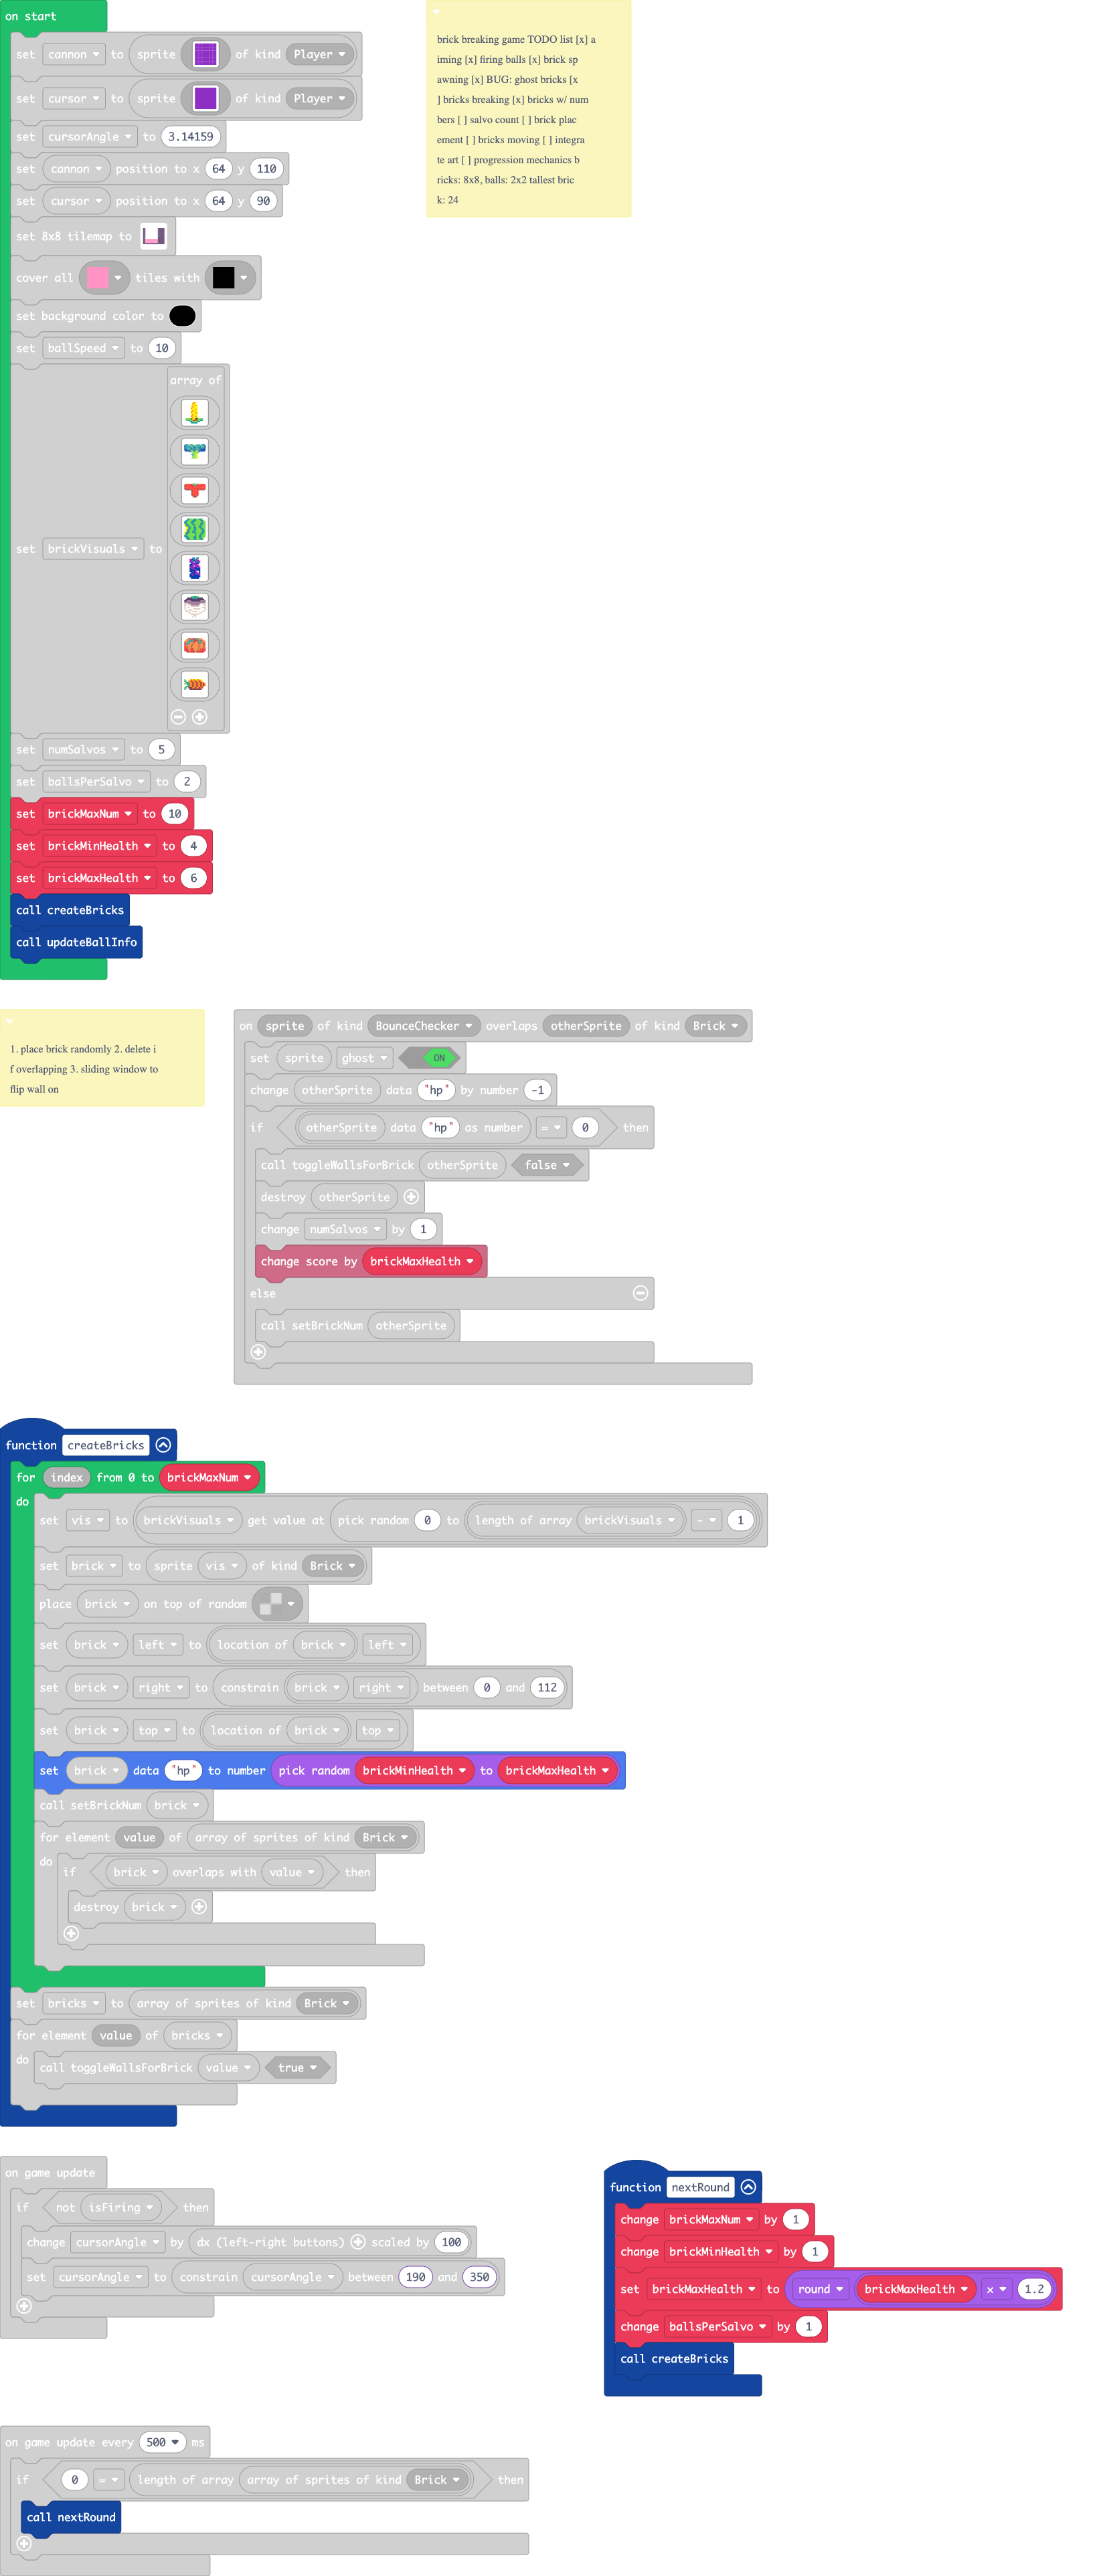 on start
set cannon to sprite of kind Player
set cursor to sprite of kind Player
set cursorAngle to 3.14159
set cannon position to x 64 y 110
set cursor position to x 64 y 90
set 8x8 tilemap to
cover all tiles with
set background color to
set ballSpeed to 10
array of
set brickVisuals to
set numSalvos to 5
set ballsPerSalvo to 2
set brickMaxNum to 10
set brickMinHealth to 4
set brickMaxHealth to 6
call createBricks
call updateBallInfo
brick breaking game TODO list [x] a
iming [x] firing balls [x] brick sp
awning [x] BUG: ghost bricks [x
] bricks breaking [x] bricks w/ num
bers [ ] salvo count [ ] brick plac
ement [ ] bricks moving [ ] integra
te art [ ] progression mechanics b
ricks: 8x8, balls: 2x2 tallest bric
k: 24
1. place brick randomly 2. delete i
f overlapping 3. sliding window to
flip wall on
on sprite of kind BounceChecker overlaps otherSprite of kind Brick
set sprite ghost ON
change otherSprite data "hp" by number -1
if otherSprite data "hp" as number = 0 then
call toggleWallsForBrick otherSprite false
destroy otherSprite
change numSalvos by 1
change score by brickMaxHealth
else
call setBrickNum otherSprite
function createBricks
for index from 0 to brickMaxNum
do
set vis to brickVisuals get value at pick random 0 to length of array brickVisuals - 1
set brick to sprite vis of kind Brick
place brick on top of random
set brick left to location of brick left
set brick right to constrain brick right between 0 and 112
set brick top to location of brick top
set brick data "hp" to number pick random brickMinHealth to brickMaxHealth
call setBrickNum brick
for element value of array of sprites of kind Brick
do
if brick overlaps with value then
destroy brick
set bricks to array of sprites of kind Brick
for element value of bricks
do
call toggleWallsForBrick value true
on game update
if not isFiring then
change cursorAngle by dx (left-right buttons) scaled by 100
set cursorAngle to constrain cursorAngle between 190 and 350
function nextRound
change brickMaxNum by 1
change brickMinHealth by 1
set brickMaxHealth to round brickMaxHealth × 1.2
change ballsPerSalvo by 1
call createBricks
on game update every 500 ms
if 0 = length of array array of sprites of kind Brick then
call nextRound